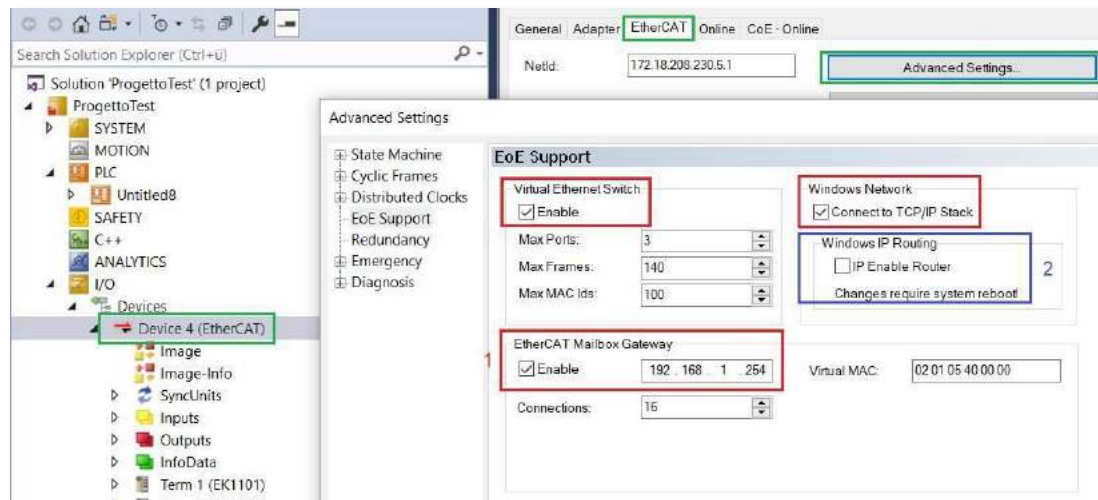 Search Solution Explorer (Ctrl+ù)
Solution 'ProgettoTest' (1 project)
ProgettoTest
SYSTEM
MOTION
PLC
Untitled8
SAFETY
C++
ANALYTICS
I/O
Devices
Device 4 (EtherCAT)
Image
Image-Info
SyncUnits
Inputs
Outputs
InfoData
Term 1 (EK1101)
General Adapter EtherCAT Online CoE - Online
NetId: 172.18.208.230.5.1 Advanced Settings...
Advanced Settings
State Machine
Cyclic Frames
Distributed Clocks
EoE Support
Redundancy
Emergency
Diagnosis
EoE Support
Virtual Ethernet Switch
Enable
Max Ports: 3
Max Frames: 140
Max MAC Ids: 100
Windows Network
Connect to TCP/IP Stack
Windows IP Routing
IP Enable Router
Changes require system reboot!
2
EtherCAT Mailbox Gateway
1
Enable 192 . 168 . 1 . 254 Virtual MAC: 02 01 05 40 00 00
Connections: 16